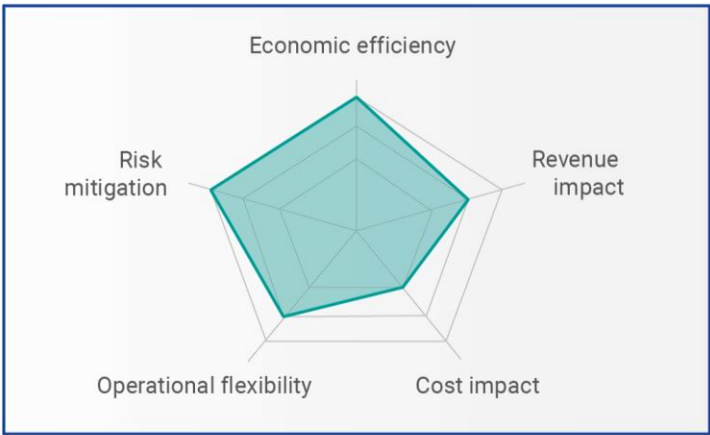 Economic efficiency
Risk
mitigation
Revenue
impact
Operational flexibility
Cost impact